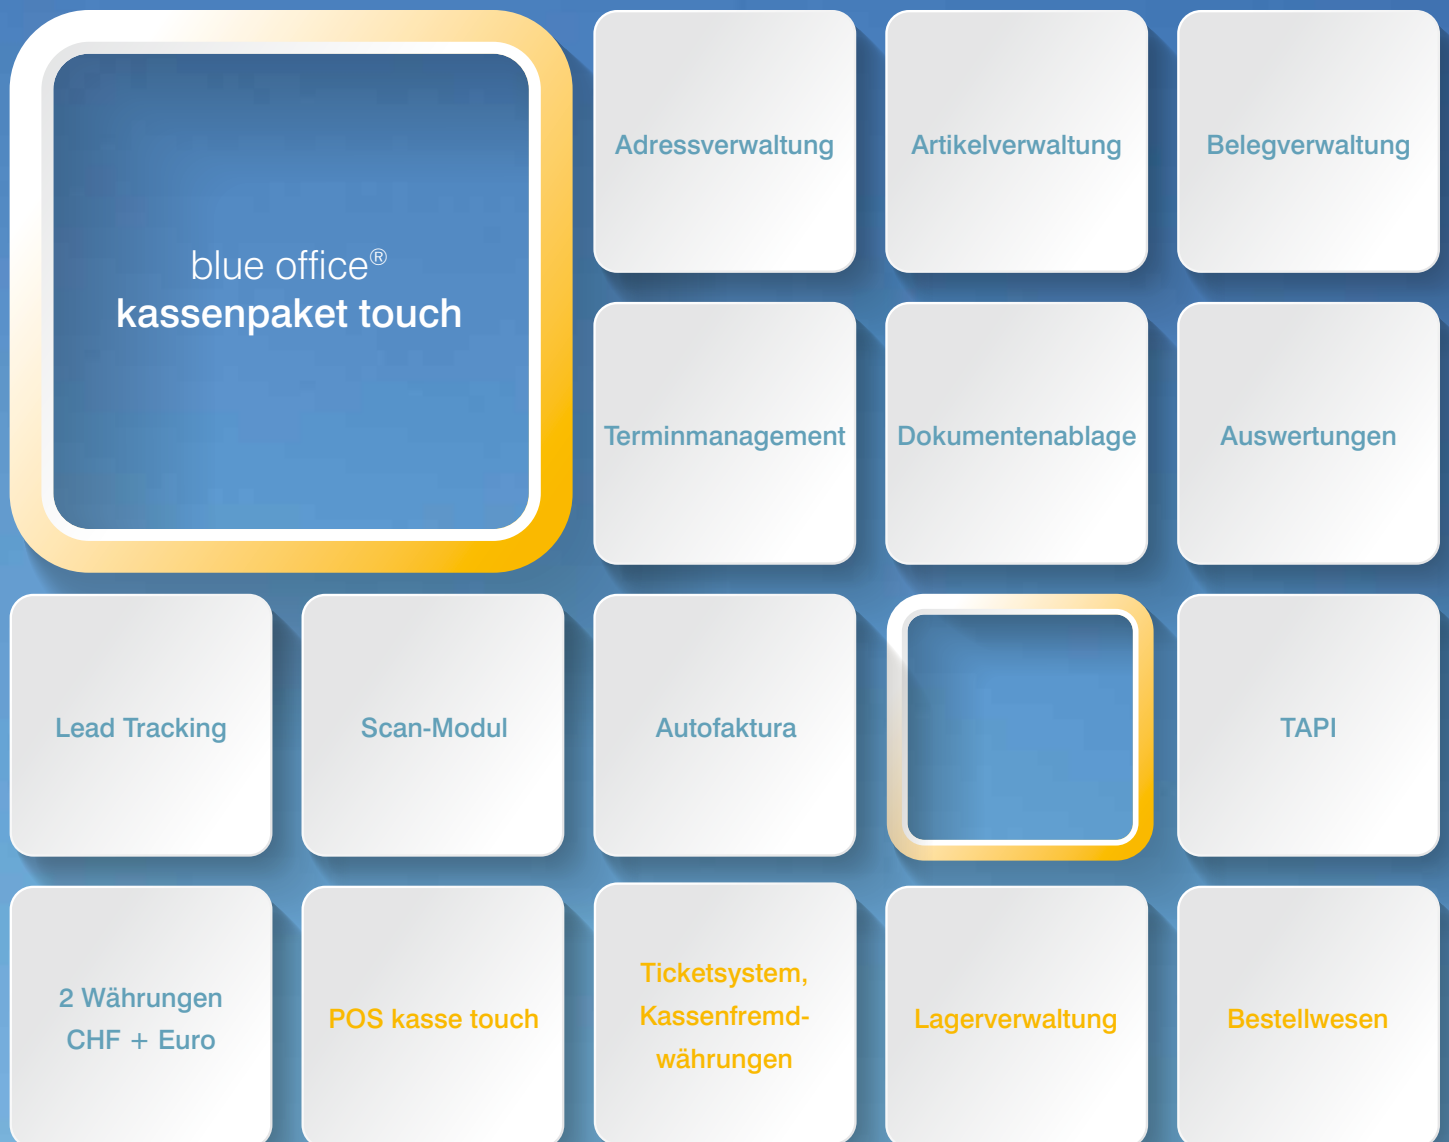 blue office®
kassenpaket touch
Adressverwaltung
Artikelverwaltung
Belegverwaltung
Terminmanagement
Dokumentenablage
Auswertungen
Lead Tracking
Scan-Modul
Autofaktura
TAPI
2 Währungen
CHF + Euro
POS kasse touch
Ticketsystem,
Kassenfremd-
währungen
Lagerverwaltung
Bestellwesen